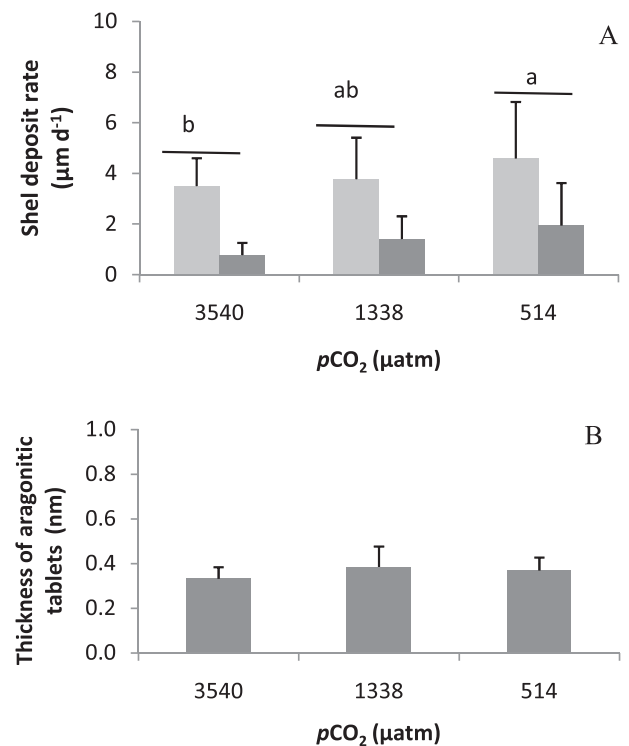 A
Shel deposit rate
(µm d-1)
10
8
6
4
2
0
b
ab
a
3540
1338
514
pCO2 (µatm)
B
Thickness of aragonitic
tablets (nm)
1.0
0.8
0.6
0.4
0.2
0.0
3540
1338
514
pCO2 (µatm)